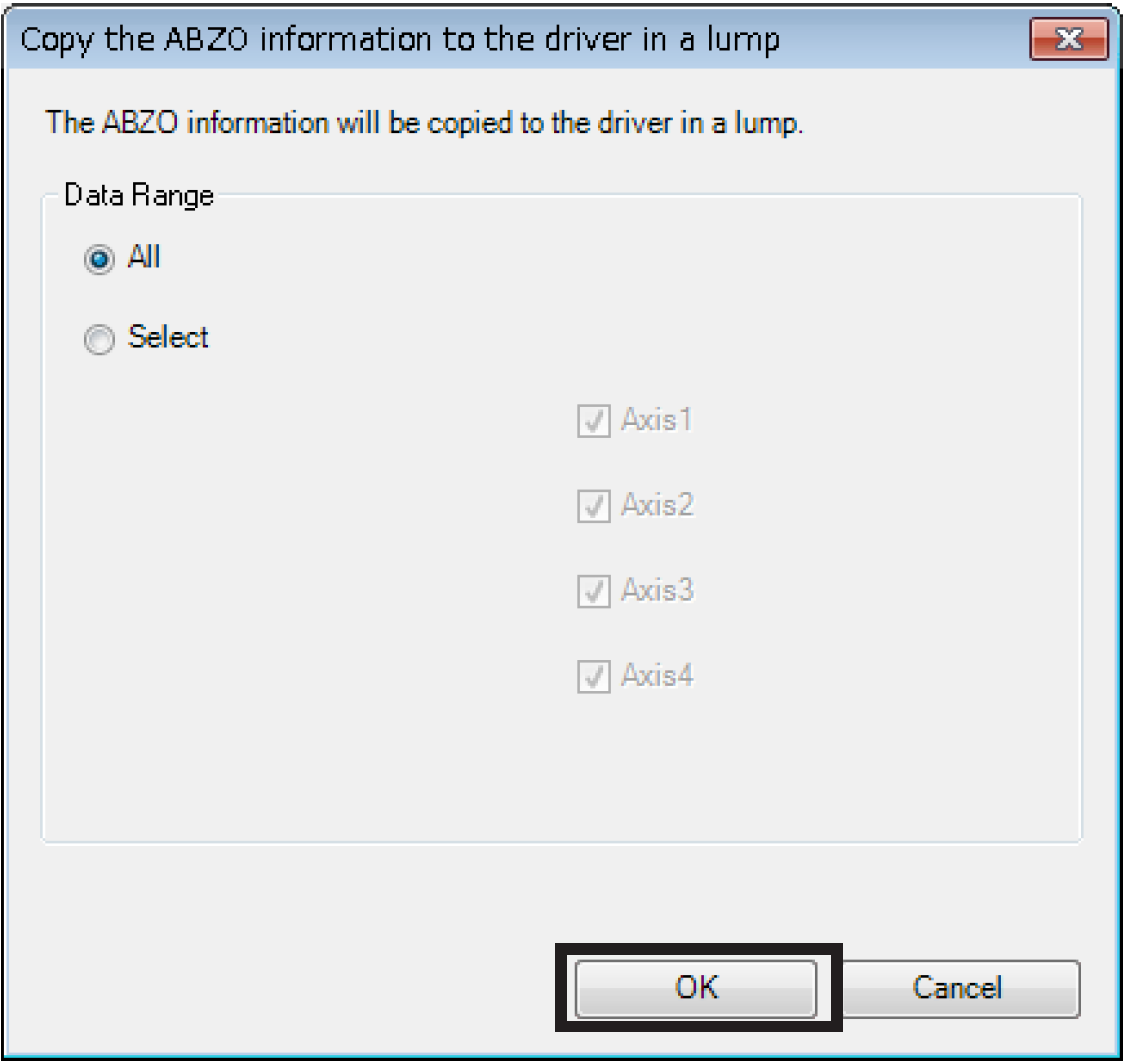 Copy the ABZO information to the driver in a lump
The ABZO information will be copied to the driver in a lump.
Data Range
All
Select
Axis1
Axis2
Axis3
Axis4
OK
Cancel